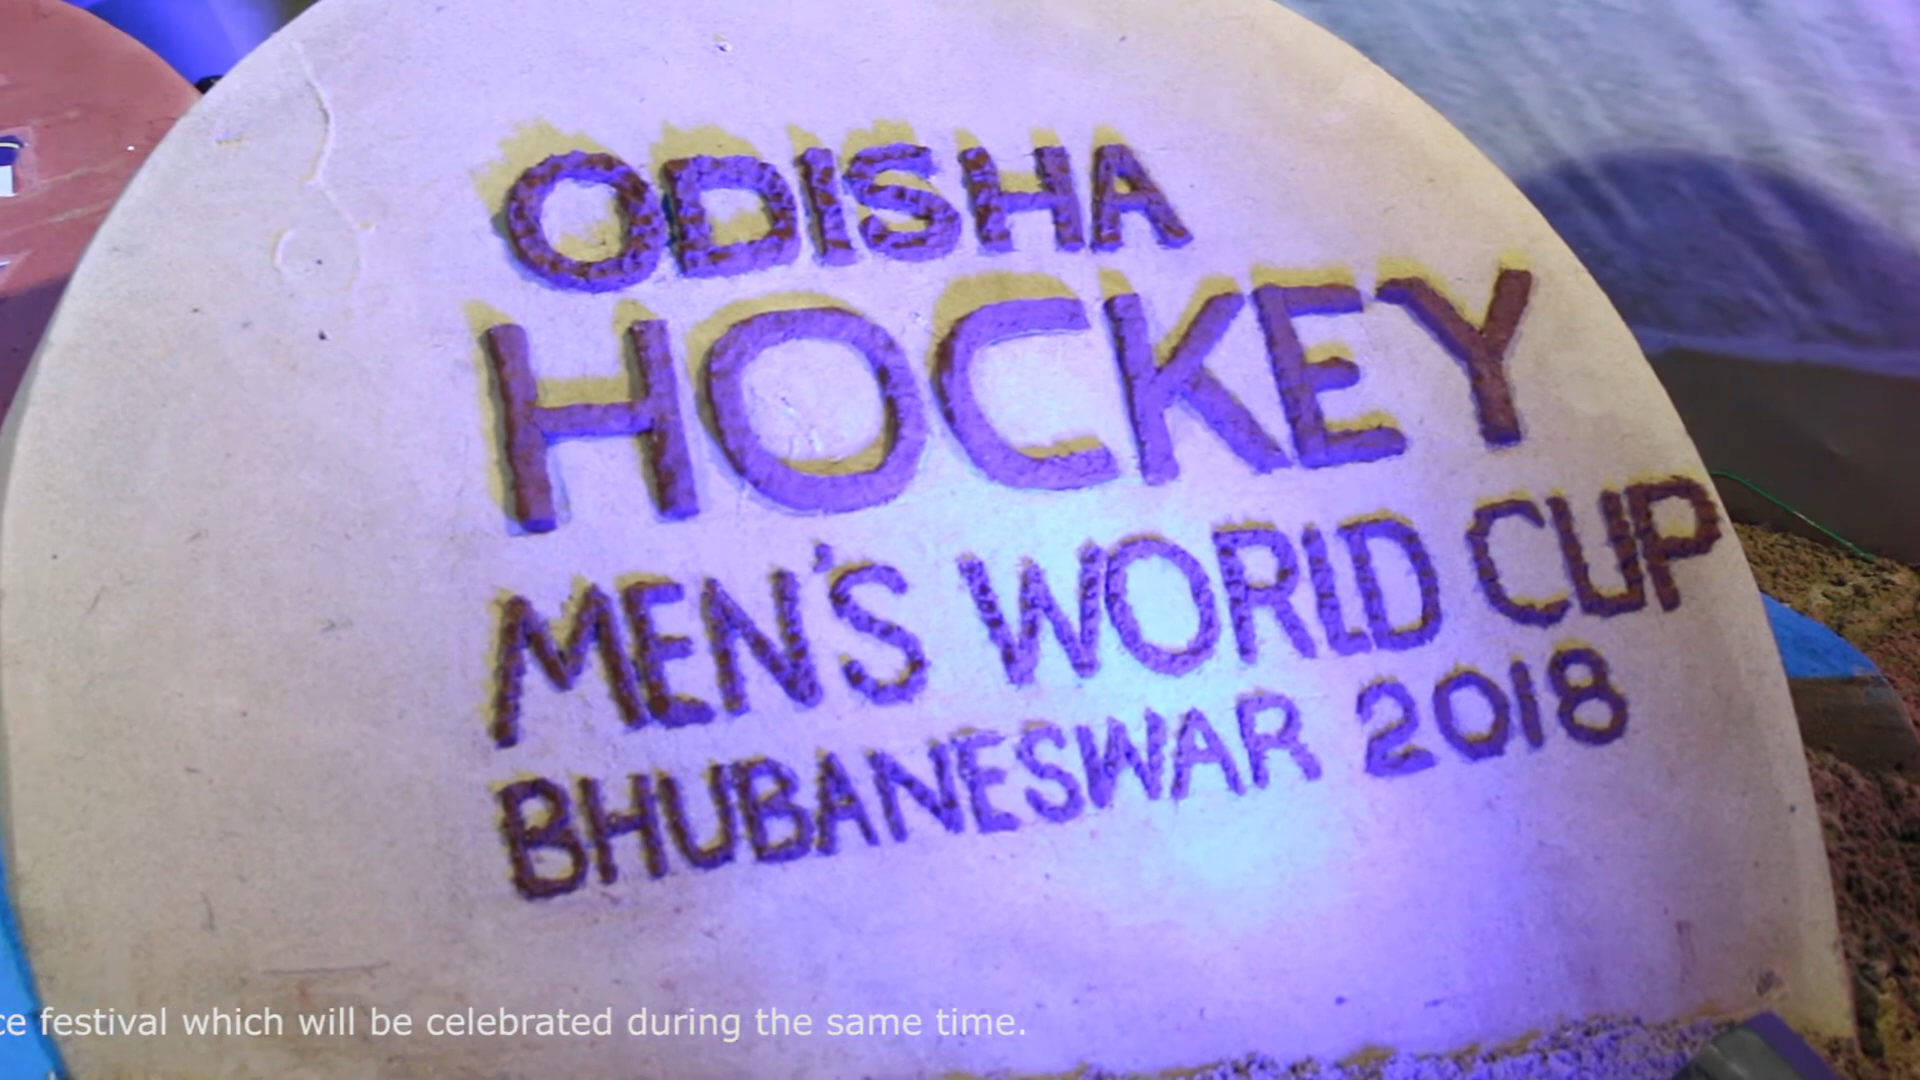 ODISHA
HOCKEY
MEN'S WORLD CUP
BHUBANESWAR 2018
festival which will be celebrated during the same time.